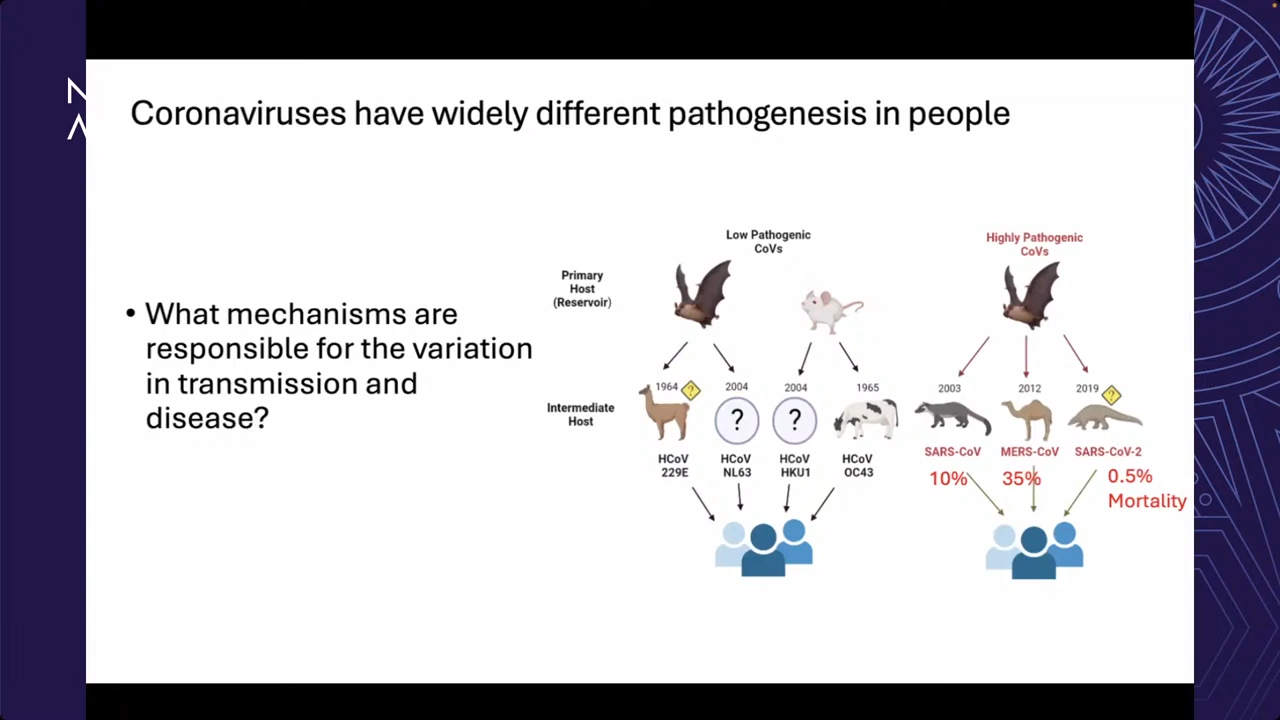 N
A
Coronaviruses have widely different pathogenesis in people
• What mechanisms are
responsible for the variation
in transmission and
disease?
Low Pathogenic
CoVs
Highly Pathogenic
CoVs
Primary
Host
(Reservoir)
1964
?
2004
2004
1965
2003
2012
2019
?
Intermediate
Host
?
?
HCoV
229E
HCoV
NL63
HCoV
HKU1
HCoV
OC43
SARS-CoV
MERS-CoV
SARS-CoV-2
10%
35%
0.5%
Mortality